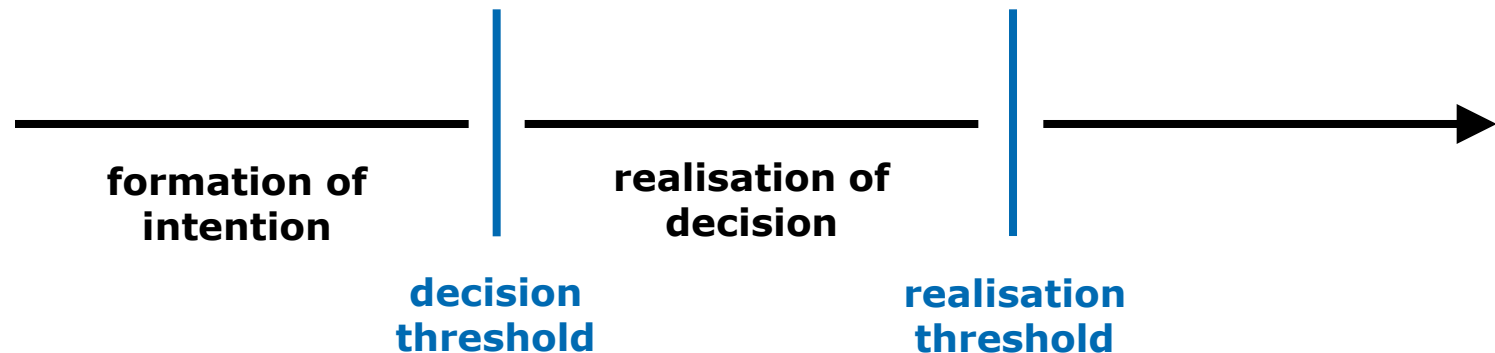 formation of
intention
realisation of
decision
decision
threshold
realisation
threshold